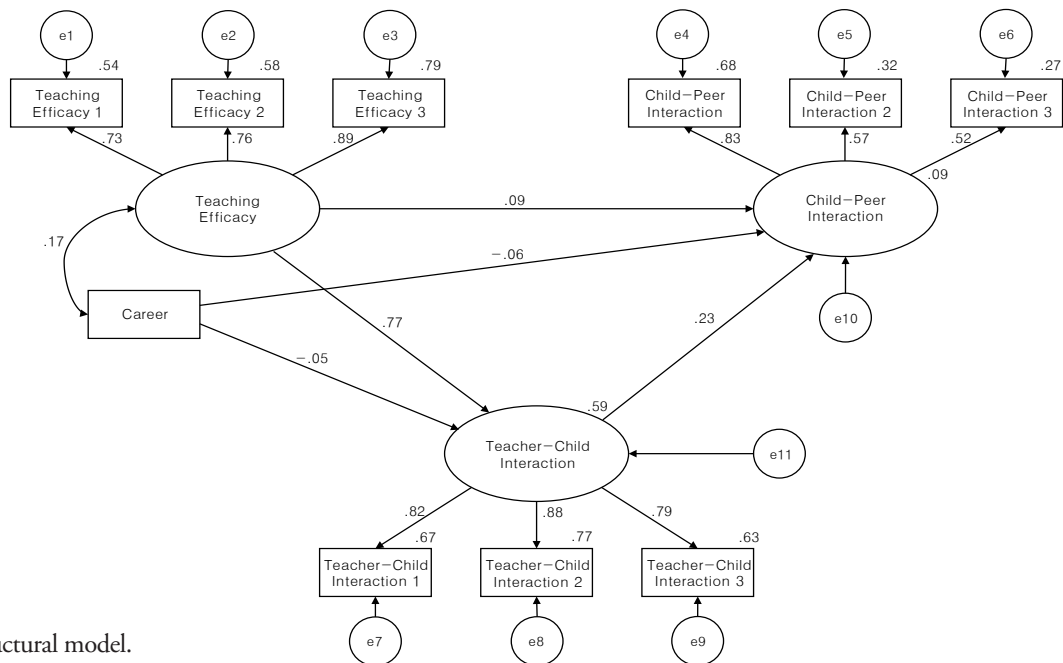 e1
e2
e3
e4
e5
e6
.54
.58
.79
.68
.32
.27
Teaching
Efficacy 1
Teaching
Efficacy 2
Teaching
Efficacy 3
Child-Peer
Interaction
Child-Peer
Interaction 2
Child-Peer
Interaction 3
.73
.76
.89
.83
.57
.52
.09
Teaching
Efficacy
.09
Child-Peer
Interaction
.17
-.06
Career
.77
.23
e10
-.05
.59
Teacher-Child
Interaction
e11
.82
.88
.79
.67
.77
.63
Teacher-Child
Interaction 1
Teacher-Child
Interaction 2
Teacher-Child
Interaction 3
e7
e8
e9
model.